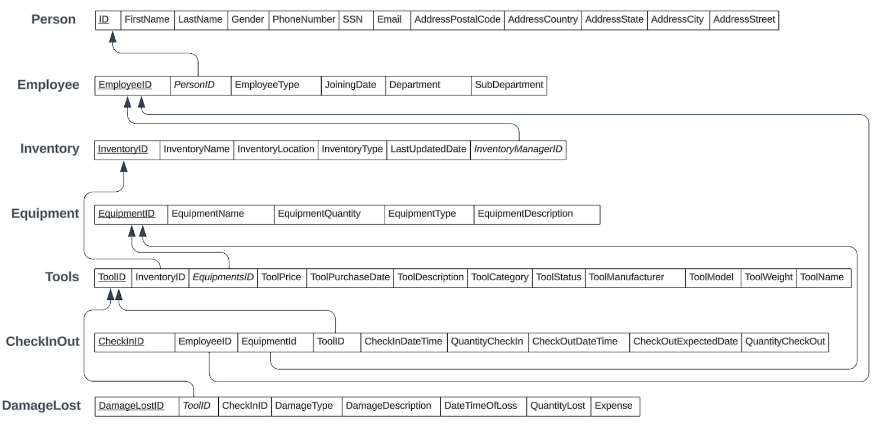 Person ID FirstName LastName Gender PhoneNumber SSN Email AddressPostalCode AddressCountry AddressState AddressCity AddressStreet
Employee EmployeeID PersonID EmployeeType JoiningDate Department SubDepartment
Inventory InventoryID InventoryName InventoryLocation InventoryType LastUpdatedDate InventoryManagerID
Equipment EquipmentID EquipmentName EquipmentQuantity EquipmentType EquipmentDescription
Tools ToolID InventoryID EquipmentsID ToolPrice ToolPurchaseDate ToolDescription ToolCategory ToolStatus ToolManufacturer ToolModel ToolWeight ToolName
CheckInOut CheckInID EmployeeID EquipmentId ToolID CheckInDateTime QuantityCheckIn CheckOutDateTime CheckOutExpectedDate QuantityCheckOut
DamageLost DamageLostID ToolID CheckInID DamageType DamageDescription DateTimeOfLoss QuantityLost Expense